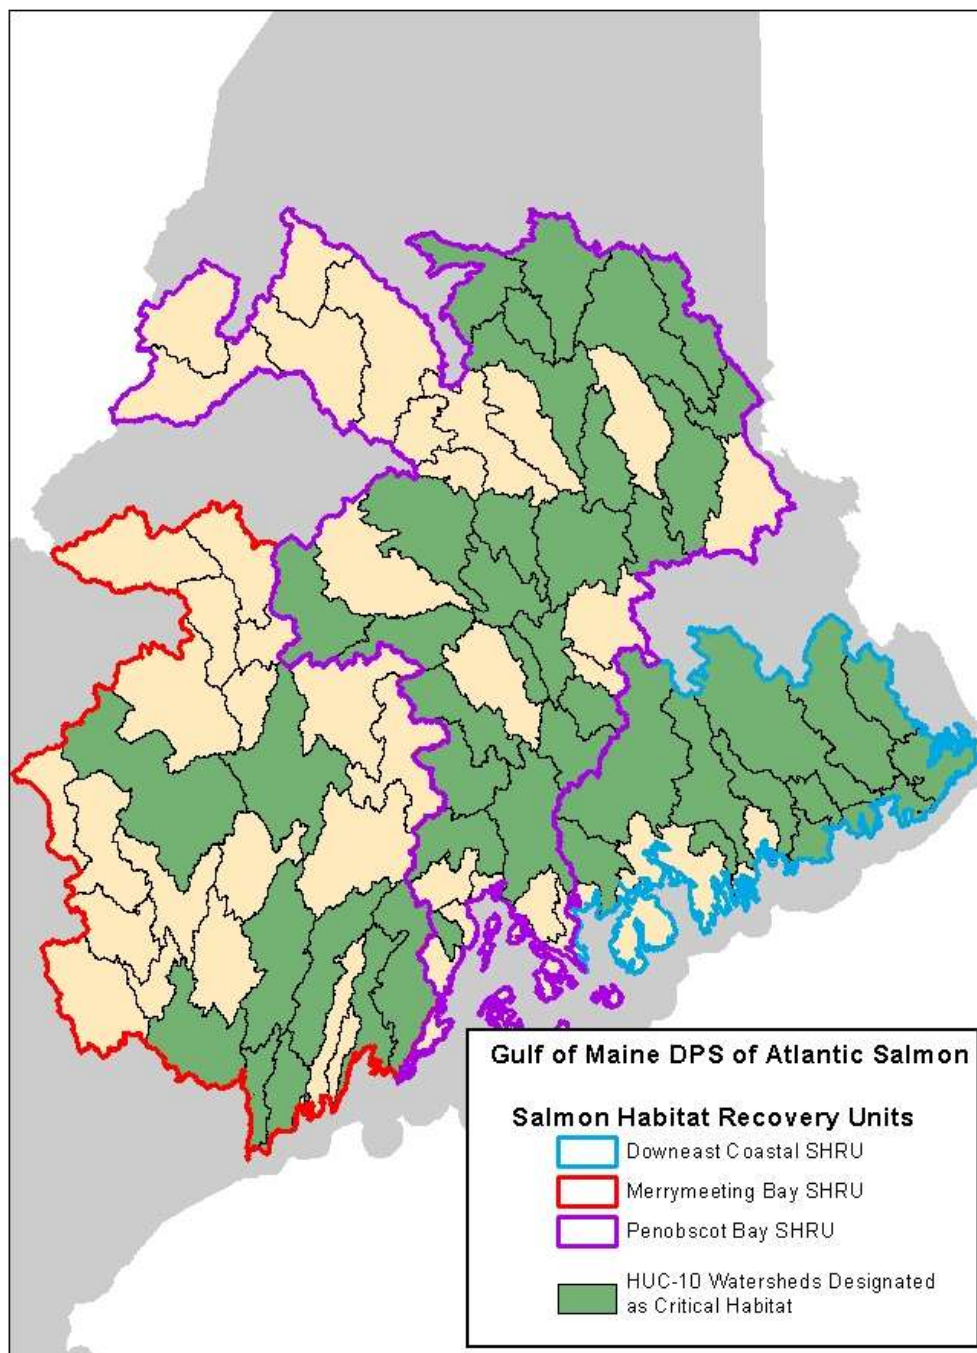 Gulf of Maine DPS of Atlantic Salmon
Salmon Habitat Recovery Units
Downeast Coastal SHRU
Merrymeeting Bay SHRU
Penobscot Bay SHRU
HUC-10 Watersheds Designated
as Critical Habitat